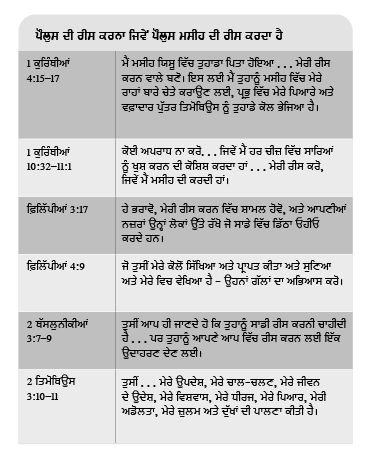 ਪੌਲੁਸ ਦੀ ਰੀਸ ਕਰਨਾ ਜਿਵੇਂ ਪੌਲੁਸ ਮਸੀਹ ਦੀ ਰੀਸ ਕਰਦਾ ਹੈ
1 ਕੁਰਿੰਥੀਆਂ
4:15–17
ਮੈਂ ਮਸੀਹ ਯਿਸੂ ਵਿੱਚ ਤੁਹਾਡਾ ਪਿਤਾ ਹੋਇਆ . . . ਮੇਰੀ ਰੀਸ
ਕਰਨ ਵਾਲੇ ਬਣੋ। ਇਸ ਲਈ ਮੈਂ ਤੁਹਾਨੂੰ ਮਸੀਹ ਵਿੱਚ ਮੇਰੇ
ਰਾਹਾਂ ਬਾਰੇ ਚੇਤੇ ਕਰਾਉਣ ਲਈ, ਪ੍ਰਭੂ ਵਿੱਚ ਮੇਰੇ ਪਿਆਰੇ ਅਤੇ
ਵਫ਼ਾਦਾਰ ਪੁੱਤਰ ਤਿਮੋਥਿਉਸ ਨੂੰ ਤੁਹਾਡੇ ਕੋਲ ਭੇਜਿਆ ਹੈ।
1 ਕੁਰਿੰਥੀਆਂ
10:32–11:1
ਕੋਈ ਅਪਰਾਧ ਨਾ ਕਰੋ. . . ਜਿਵੇਂ ਮੈਂ ਹਰ ਚੀਜ਼ ਵਿੱਚ ਸਾਰਿਆਂ
ਨੂੰ ਖੁਸ਼ ਕਰਨ ਦੀ ਕੋਸ਼ਿਸ਼ ਕਰਦਾ ਹਾਂ . . . ਮੇਰੀ ਰੀਸ ਕਰੋ,
ਜਿਵੇਂ ਮੈਂ ਮਸੀਹ ਦੀ ਕਰਦੀ ਹਾਂ।
ਫ਼ਿਲਿੱਪੀਆਂ 3:17
ਹੇ ਭਰਾਵੋ, ਮੇਰੀ ਰੀਸ ਕਰਨ ਵਿੱਚ ਸ਼ਾਮਲ ਹੋਵੋ, ਅਤੇ ਆਪਣੀਆਂ
ਨਜ਼ਰਾਂ ਉਨ੍ਹਾਂ ਲੋਕਾਂ ਉੱਤੇ ਰੱਖੋ ਜੋ ਸਾਡੇ ਵਿੱਚ ਡਿੱਠਾ ਓਹੀਓ
ਕਰਦੇ ਹਨ।
ਫ਼ਿਲਿੱਪੀਆਂ 4:9
ਜੋ ਤੁਸੀਂ ਮੇਰੇ ਕੋਲੋਂ ਸਿੱਖਿਆ ਅਤੇ ਪ੍ਰਾਪਤ ਕੀਤਾ ਅਤੇ ਸੁਣਿਆ
ਅਤੇ ਮੇਰੇ ਵਿਚ ਵੇਖਿਆ ਹੈ – ਉਹਨਾਂ ਗੱਲਾਂ ਦਾ ਅਭਿਆਸ ਕਰੋ।
2 ਥੱਸਲੁਨੀਕੀਆਂ
3:7–9
ਤੁਸੀਂ ਆਪ ਹੀ ਜਾਣਦੇ ਹੋ ਕਿ ਤੁਹਾਨੂੰ ਸਾਡੀ ਰੀਸ ਕਰਨੀ ਚਾਹੀਦੀ
ਹੈ . . . ਪਰ ਤੁਹਾਨੂੰ ਆਪਣੇ ਆਪ ਵਿੱਚ ਰੀਸ ਕਰਨ ਲਈ ਇੱਕ
ਉਦਾਹਰਣ ਦੇਣ ਲਈ।
2 ਤਿਮੋਥਿਉਸ
3:10–11
ਤੁਸੀਂ . . . ਮੇਰੇ ਉਪਦੇਸ਼, ਮੇਰੇ ਚਾਲ-ਚਲਣ, ਮੇਰੇ ਜੀਵਨ
ਦੇ ਉਦੇਸ਼, ਮੇਰੇ ਵਿਸ਼ਵਾਸ, ਮੇਰੇ ਧੀਰਜ, ਮੇਰੇ ਪਿਆਰ, ਮੇਰੀ
ਅਡੋਲਤਾ, ਮੇਰੇ ਜ਼ੁਲਮ ਅਤੇ ਦੁੱਖਾਂ ਦੀ ਪਾਲਣਾ ਕੀਤੀ ਹੈ।